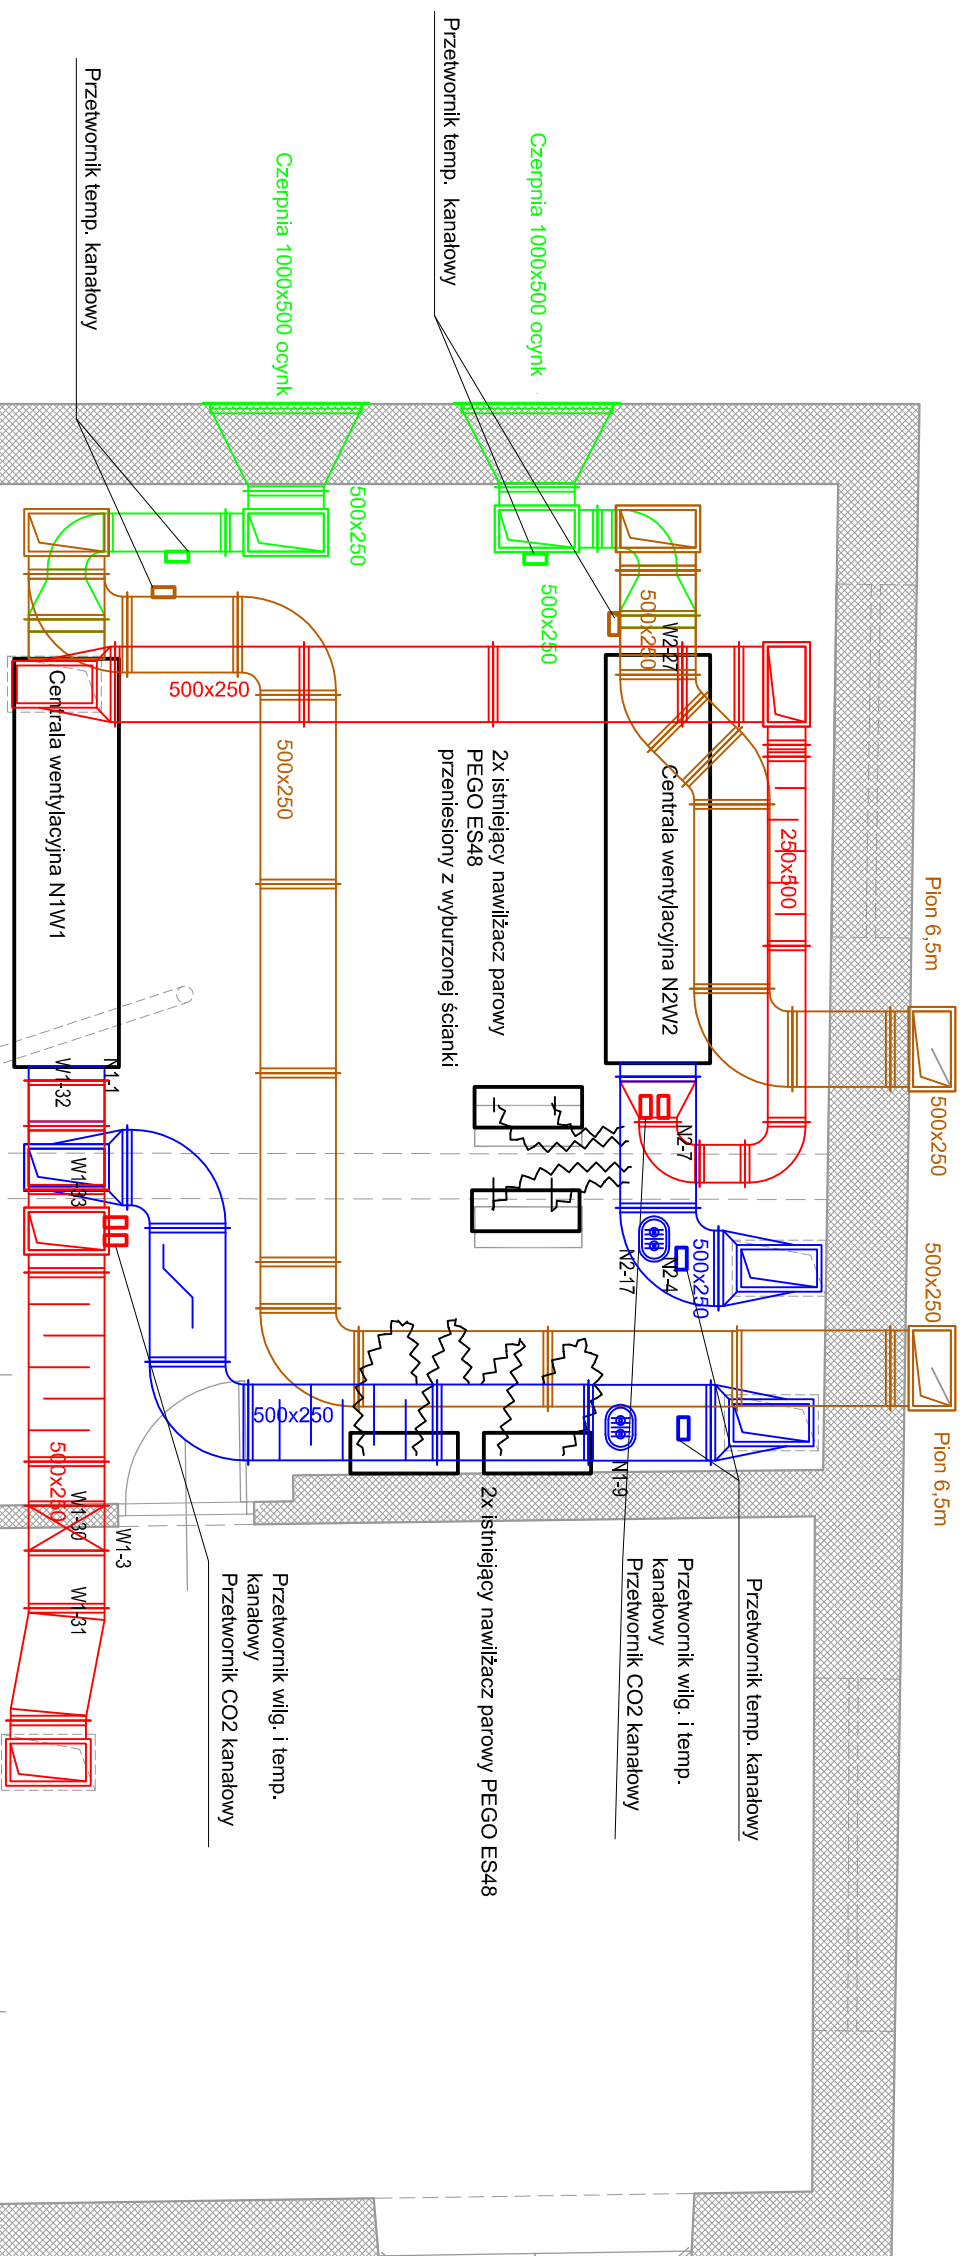 Przetwornik temp. kanałowy
Przetwornik temp. kanałowy
Czerpnia 1000x500 ocynk
Czerpnia 1000x500 ocynk
500x250
500x250
500x250
W2-27
Centrala wentylacyjna N1W1
500x250
500x250
2x istniejący nawilżacz parowy
PEGO ES48
przeniesiony z wyburzonej ścianki
Centrala wentylacyjna N2W2
250x500
Pion 6,5m
500x250
500x250
Pion 6,5m
N1-1
W1-32
W1-33
N2-7
N2-17
N2-4
500x250
500x250
N1-9
500x250
W1-30
W1-3
W1-31
2x istniejący nawilżacz parowy PEGO ES48
Przetwornik wilg. i temp.
kanałowy
Przetwornik CO2 kanałowy
Przetwornik wilg. i temp.
kanałowy
Przetwornik CO2 kanałowy
Przetwornik temp. kanałowy